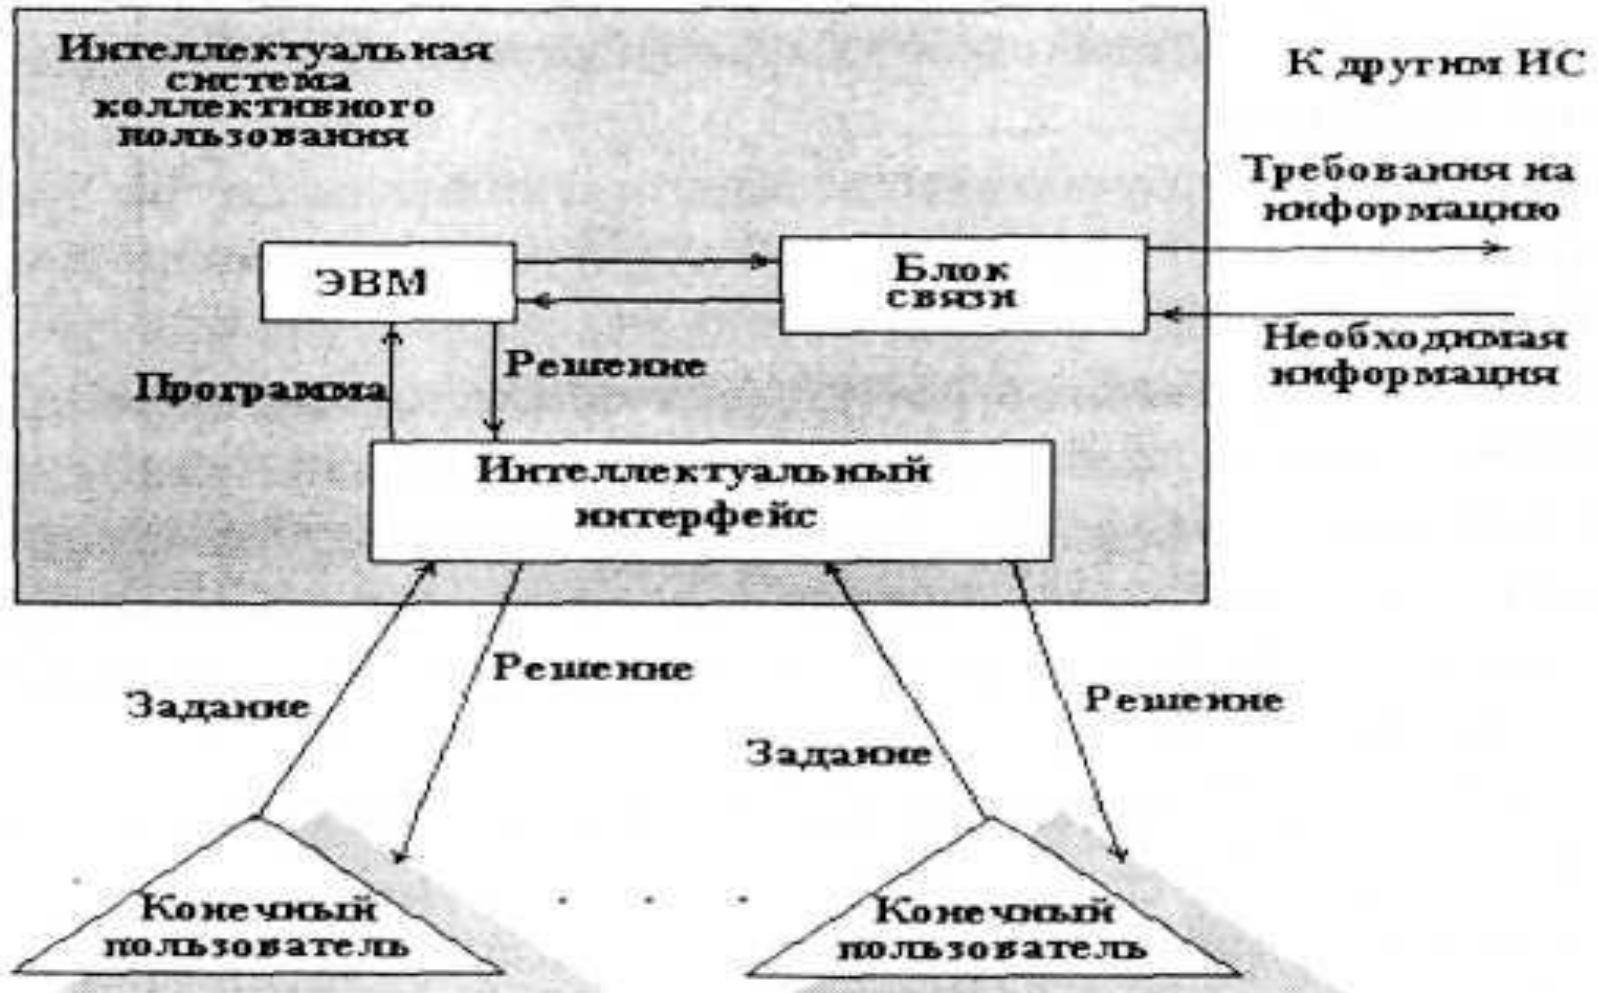 Интеллектуальная
система
коллективного
пользования
К другим ИС
Требования на
информацию
ЭВМ
Блок
связи
Необходимая
информация
Программа
Решение
Интеллектуальный
интерфейс
Задание
Решение
Задание
Решение
Конечный
пользователь
Конечный
пользователь